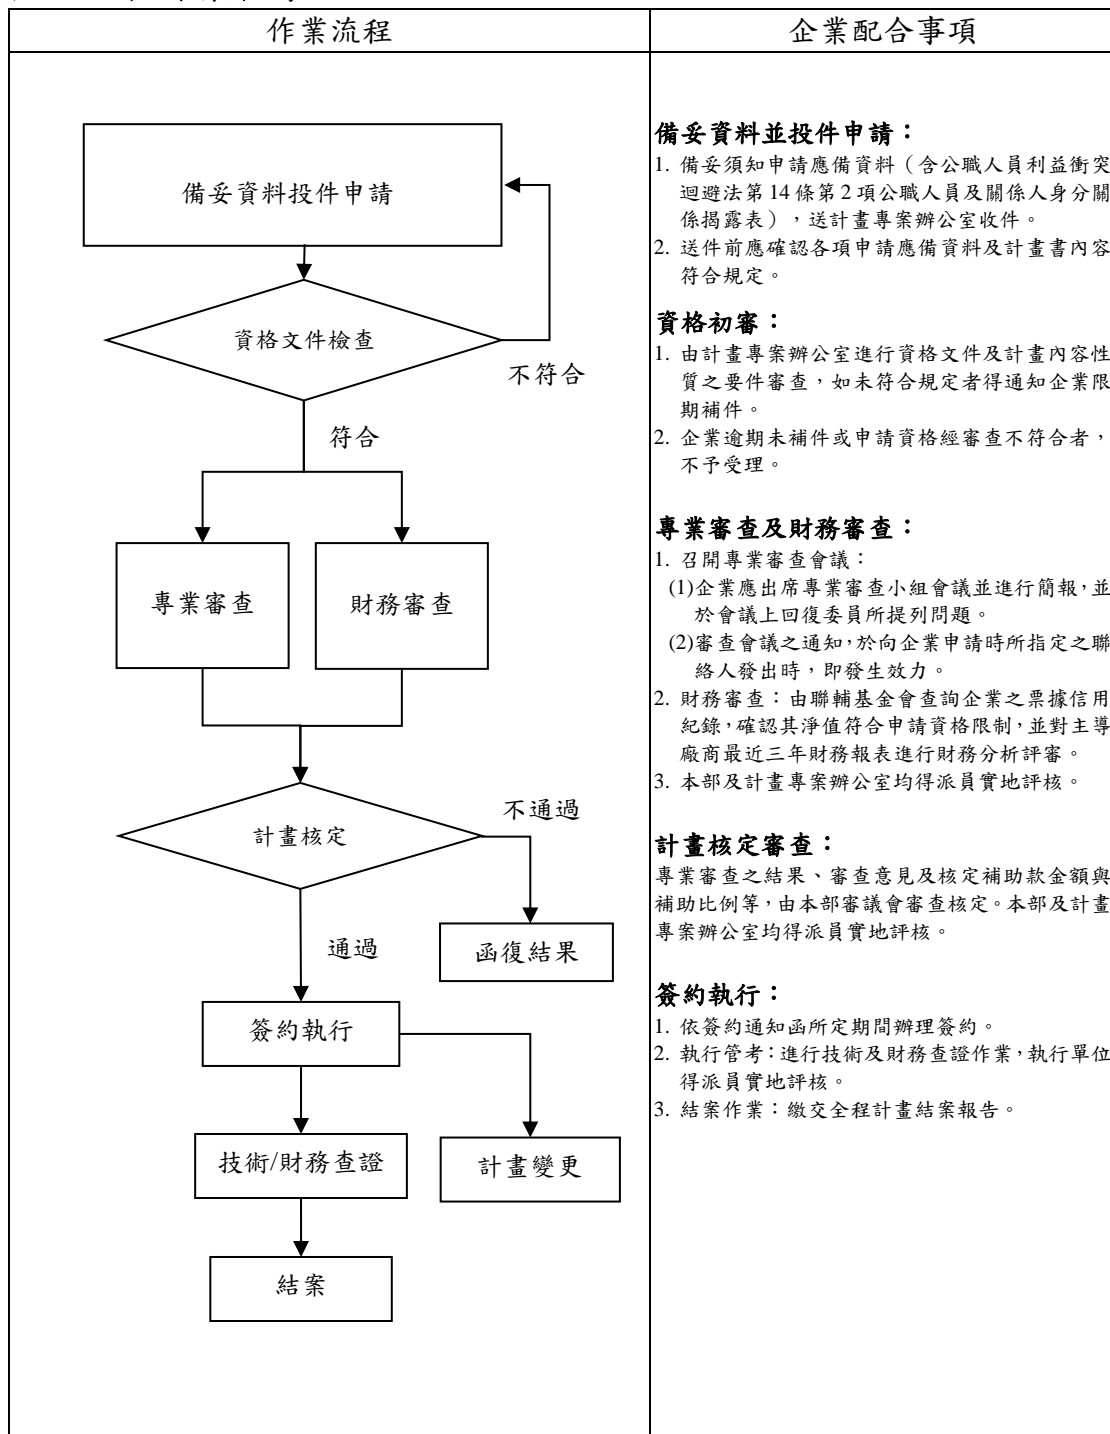 作業流程
企業配合事項
備妥資料投件申請
資格文件檢查
不符合
符合
專業審查
財務審查
計畫核定
不通過
函復結果
通過
簽約執行
技術/財務查證
計畫變更
結案
備妥資料並投件申請：
1. 備妥須知申請應備資料（含公職人員利益衝突
迴避法第 14 條第 2 項公職人員及關係人身分關
係揭露表），送計畫專案辦公室收件。
2. 送件前應確認各項申請應備資料及計畫書內容
符合規定。
資格初審：
1. 由計畫專案辦公室進行資格文件及計畫內容性
質之要件審查，如未符合規定者得通知企業限
期補件。
2. 企業逾期未補件或申請資格經審查不符合者，
不予受理。
專業審查及財務審查：
1. 召開專業審查會議：
(1)企業應出席專業審查小組會議並進行簡報，並
於會議上回復委員所提列問題。
(2)審查會議之通知，於向企業申請時所指定之聯
絡人發出時，即發生效力。
2. 財務審查：由聯輔基金會查詢企業之票據信用
紀錄，確認其淨值符合申請資格限制，並對主導
廠商最近三年財務報表進行財務分析評審。
3. 本部及計畫專案辦公室均得派員實地評核。
計畫核定審查：
專業審查之結果、審查意見及核定補助款金額與
補助比例等，由本部審議會審查核定。本部及計畫
專案辦公室均得派員實地評核。
簽約執行：
1. 依簽約通知函所定期間辦理簽約。
2. 執行管考：進行技術及財務查證作業，執行單位
得派員實地評核。
3. 結案作業：繳交全程計畫結案報告。